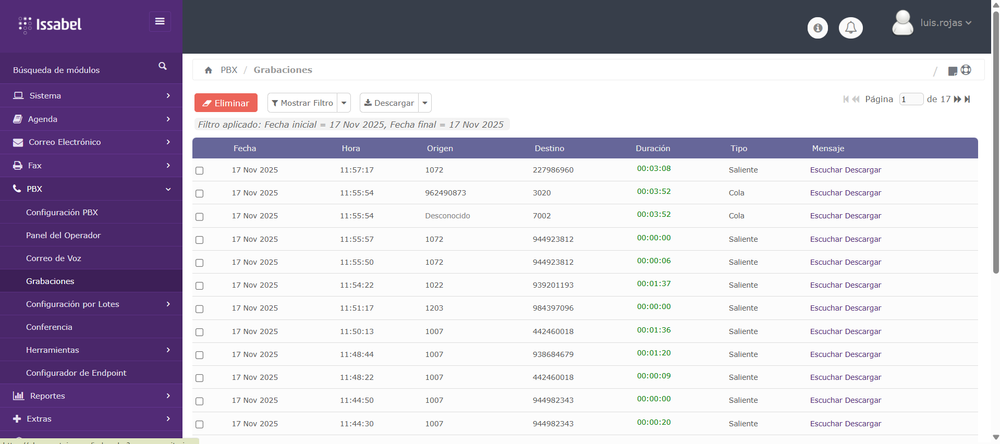 Issabel
luis.rojas
Búsqueda de módulos
Sistema
Agenda
Correo Electrónico
Fax
PBX
Configuración PBX
Panel del Operador
Correo de Voz
Grabaciones
Configuración por Lotes
Conferencia
Herramientas
Configurador de Endpoint
Reportes
Extras
PBX / Grabaciones /
Eliminar Mostrar Filtro Descargar Página 1 de 17
Filtro aplicado: Fecha inicial = 17 Nov 2025, Fecha final = 17 Nov 2025
Fecha Hora Origen Destino Duración Tipo Mensaje
17 Nov 2025 11:57:17 1072 227986960 00:03:08 Saliente Escuchar Descargar
17 Nov 2025 11:55:54 962490873 3020 00:03:52 Cola Escuchar Descargar
17 Nov 2025 11:55:54 Desconocido 7002 00:03:52 Cola Escuchar Descargar
17 Nov 2025 11:55:57 1072 944923812 00:00:00 Saliente Escuchar Descargar
17 Nov 2025 11:55:50 1072 944923812 00:00:06 Saliente Escuchar Descargar
17 Nov 2025 11:54:22 1022 939201193 00:01:37 Saliente Escuchar Descargar
17 Nov 2025 11:51:17 1203 984397096 00:00:00 Saliente Escuchar Descargar
17 Nov 2025 11:50:13 1007 442460018 00:01:36 Saliente Escuchar Descargar
17 Nov 2025 11:48:44 1007 938684679 00:01:20 Saliente Escuchar Descargar
17 Nov 2025 11:48:22 1007 442460018 00:00:09 Saliente Escuchar Descargar
17 Nov 2025 11:44:50 1007 944982343 00:00:00 Saliente Escuchar Descargar
17 Nov 2025 11:44:30 1007 944982343 00:00:20 Saliente Escuchar Descargar